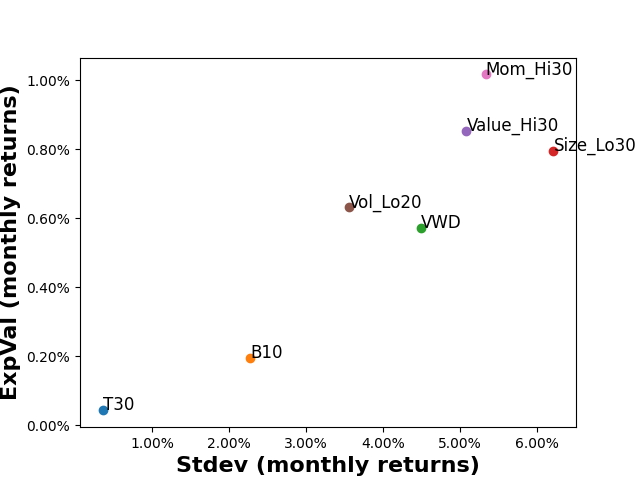 ExpVal (monthly returns)
1.00%
0.80%
0.60%
0.40%
0.20%
0.00%
Mom_Hi30
Value_Hi30
Size_Lo30
Vol_Lo20
VWD
B10
T30
1.00%
2.00%
3.00%
4.00%
5.00%
6.00%
Stdev (monthly returns)